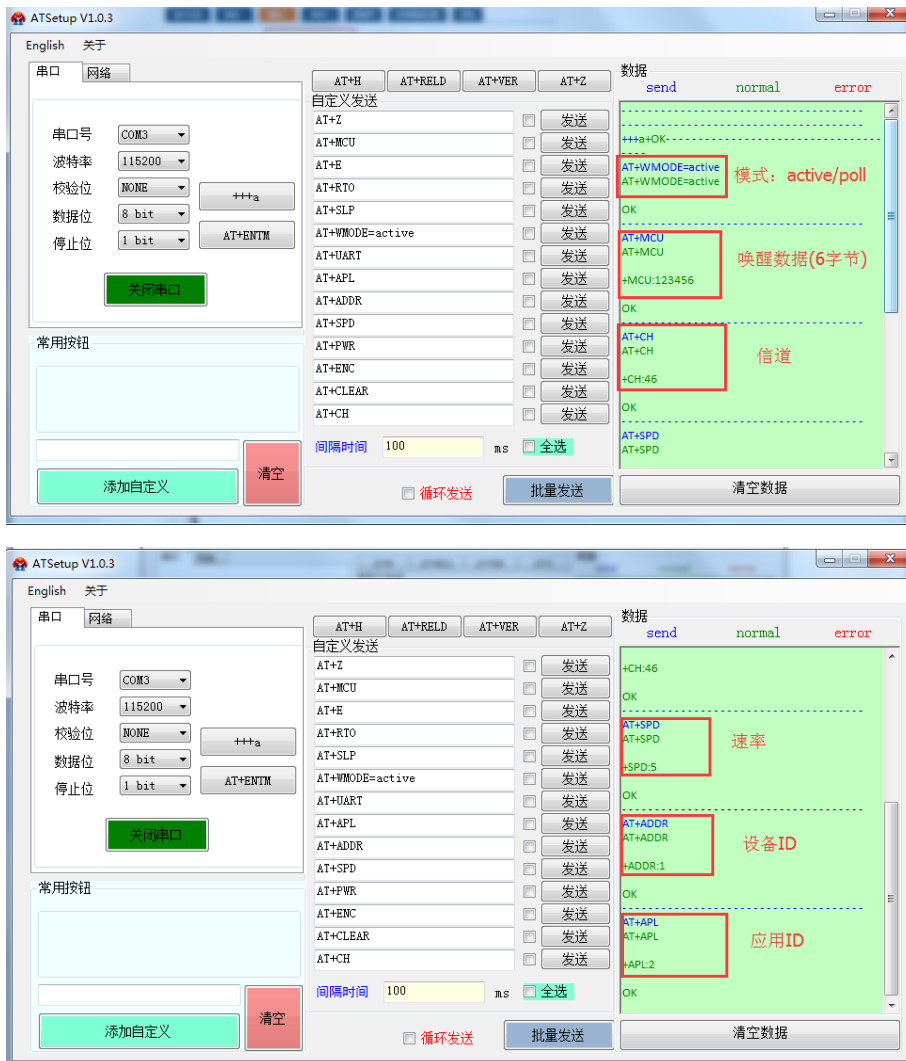 ATSetup V1.0.3
English 关于
串口 网络
串口号 COM3
波特率 115200
校验位 NONE
数据位 8 bit
停止位 1 bit
+++a
AT+ENTM
关闭串口
常用按钮
添加自定义
清空
AT+H AT+RELD AT+VER AT+Z
自定义发送
AT+Z 发送
AT+MCU 发送
AT+E 发送
AT+RTO 发送
AT+SLP 发送
AT+WMODE=active 发送
AT+UART 发送
AT+APL 发送
AT+ADDR 发送
AT+SPD 发送
AT+PWR 发送
AT+ENC 发送
AT+CLEAR 发送
AT+CH 发送
间隔时间 100 ms 全选
循环发送 批量发送
数据
send normal error
+++a+OK
AT+WMODE=active
AT+WMODE=active
模式：active/poll
OK
AT+MCU
AT+MCU
唤醒数据(6字节)
+MCU:123456
OK
AT+CH
AT+CH
信道
+CH:46
OK
AT+SPD
AT+SPD
清空数据
ATSetup V1.0.3
English 关于
串口 网络
串口号 COM3
波特率 115200
校验位 NONE
数据位 8 bit
停止位 1 bit
+++a
AT+ENTM
关闭串口
常用按钮
添加自定义
清空
AT+H AT+RELD AT+VER AT+Z
自定义发送
AT+Z 发送
AT+MCU 发送
AT+E 发送
AT+RTO 发送
AT+SLP 发送
AT+WMODE=active 发送
AT+UART 发送
AT+APL 发送
AT+ADDR 发送
AT+SPD 发送
AT+PWR 发送
AT+ENC 发送
AT+CLEAR 发送
AT+CH 发送
间隔时间 100 ms 全选
循环发送 批量发送
数据
send normal error
+CH:46
OK
AT+SPD
AT+SPD
速率
+SPD:5
OK
AT+ADDR
AT+ADDR
设备ID
+ADDR:1
OK
AT+APL
AT+APL
应用ID
+APL:2
OK
清空数据